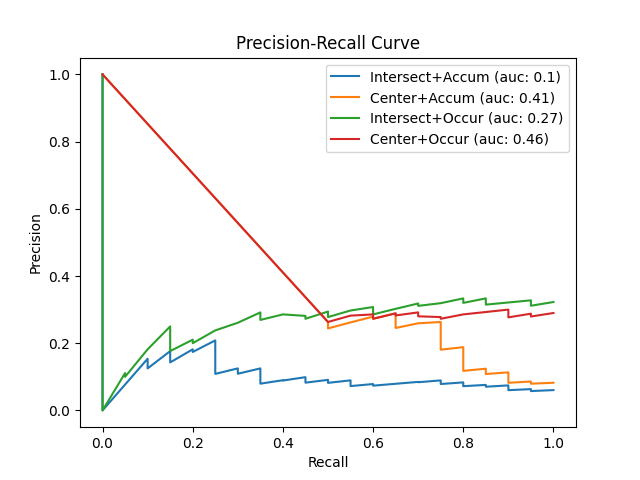 Precision-Recall Curve
Intersect+Accum (auc: 0.1)
Center+Accum (auc: 0.41)
Intersect+Occur (auc: 0.27)
Center+Occur (auc: 0.46)
Precision
1.0
0.8
0.6
0.4
0.2
0.0
0.0 0.2 0.4 0.6 0.8 1.0
Recall